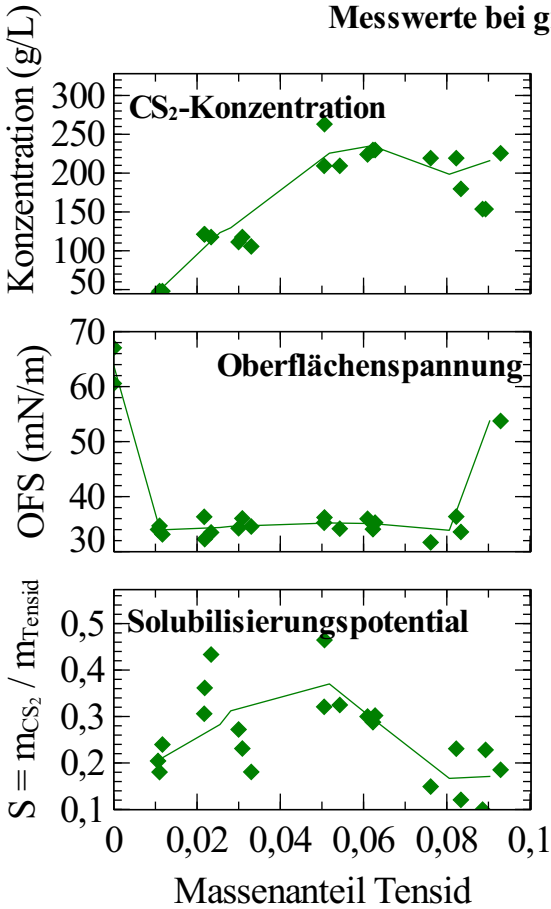 Messwerte bei g
Konzentration (g/L)
CS₂-Konzentration
300
250
200
150
100
50
OFS (mN/m)
Oberflächenspannung
70
60
50
40
30
S = m_CS₂ / m_Tensid
Solubilisierungspotential
0,5
0,4
0,3
0,2
0,1
0 0,02 0,04 0,06 0,08 0,1
Massenanteil Tensid